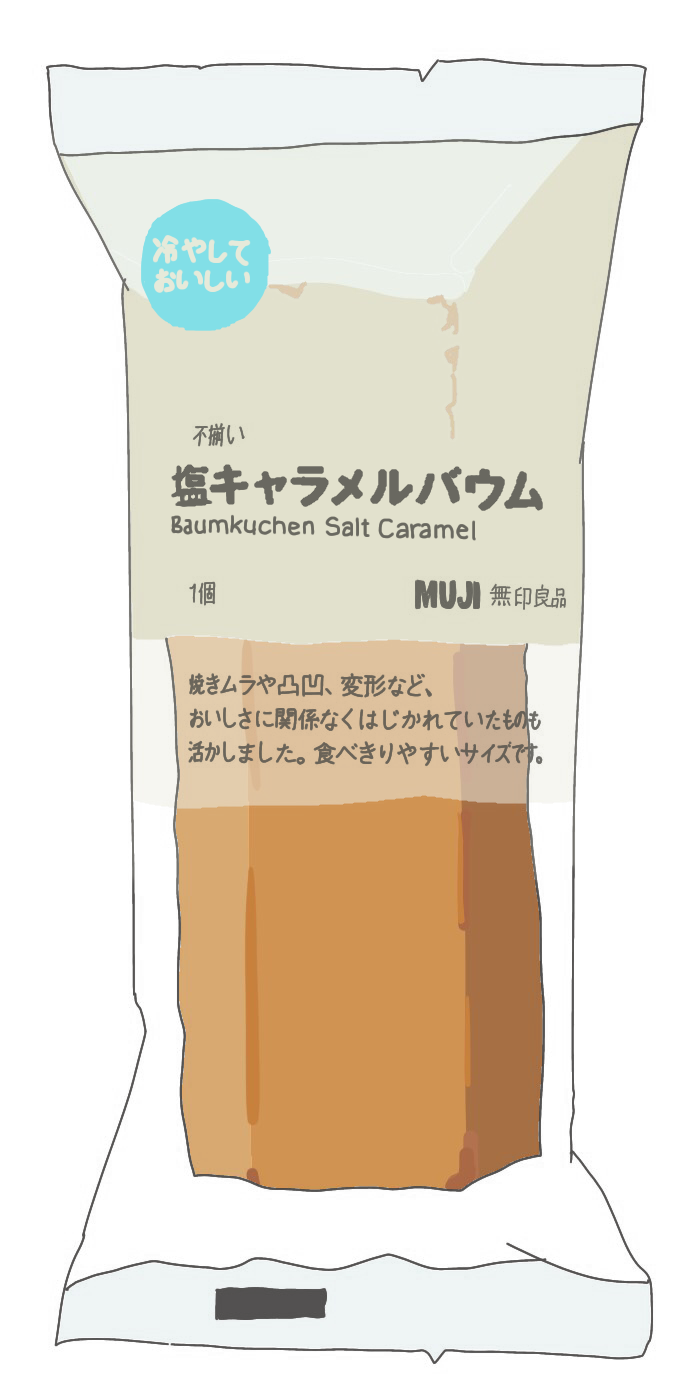 冷やして
おいしい
不揃い
塩キャラメルバウム
Baumkuchen Salt Caramel
1個
MUJI 無印良品
焼きムラや凸凹、変形など、
おいしさに関係なくはじかれていたものも
活かしました。食べきりやすいサイズです。